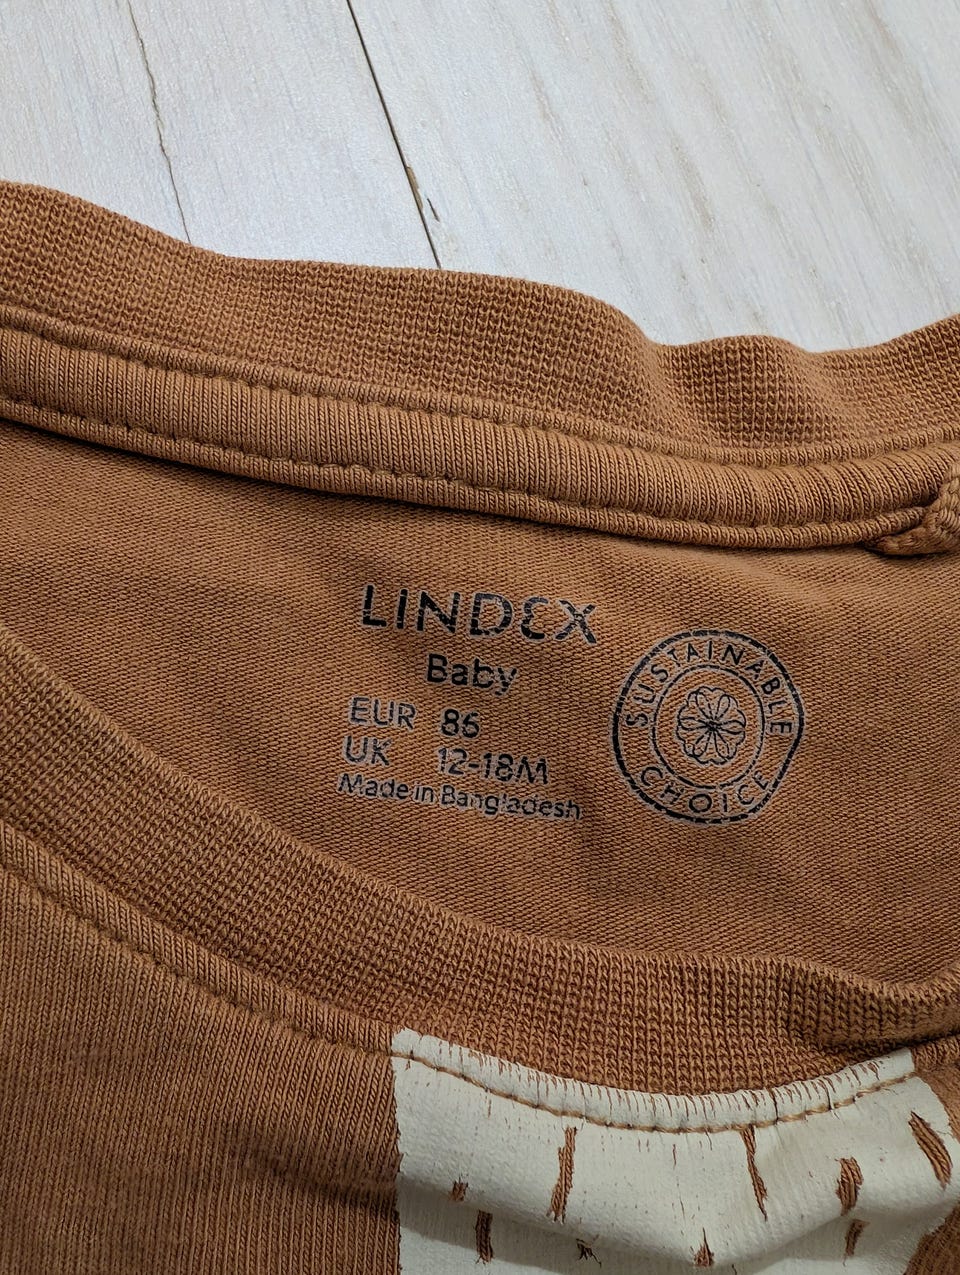 LiNDEX
Baby
EUR 86
UK 12-18M
Made in Bangladesh
SUSTAINABLE
CHOICE